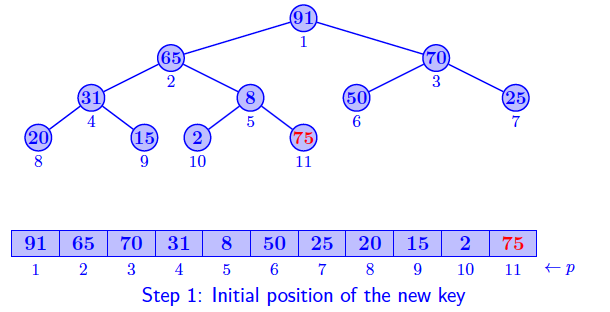 91
1
65 70
2 3
31 8 50 25
4 5 6 7
20 15 2 75
8 9 10 11
91 65 70 31 8 50 25 20 15 2 75
1 2 3 4 5 6 7 8 9 10 11 ← p
Step 1: Initial position of the new key